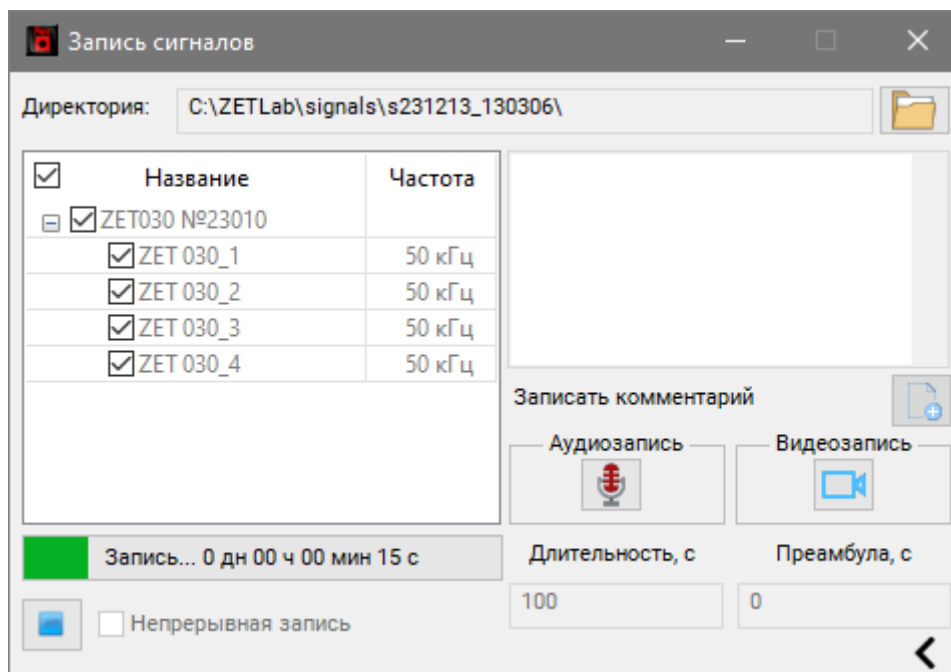 Запись сигналов
Директория: C:\ZETLab\signals\s231213_130306\
Название Частота
ZET030 №23010
ZET 030_1 50 кГц
ZET 030_2 50 кГц
ZET 030_3 50 кГц
ZET 030_4 50 кГц
Записать комментарий
Аудиозапись Видеозапись
Запись... 0 дн 00 ч 00 мин 15 с
Длительность, с Преамбула, с
100 0
Непрерывная запись